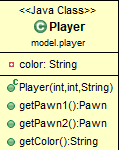 <<Java Class>>
Player
model.player
color: String
Player(int,int,String)
getPawn1():Pawn
getPawn2():Pawn
getColor():String